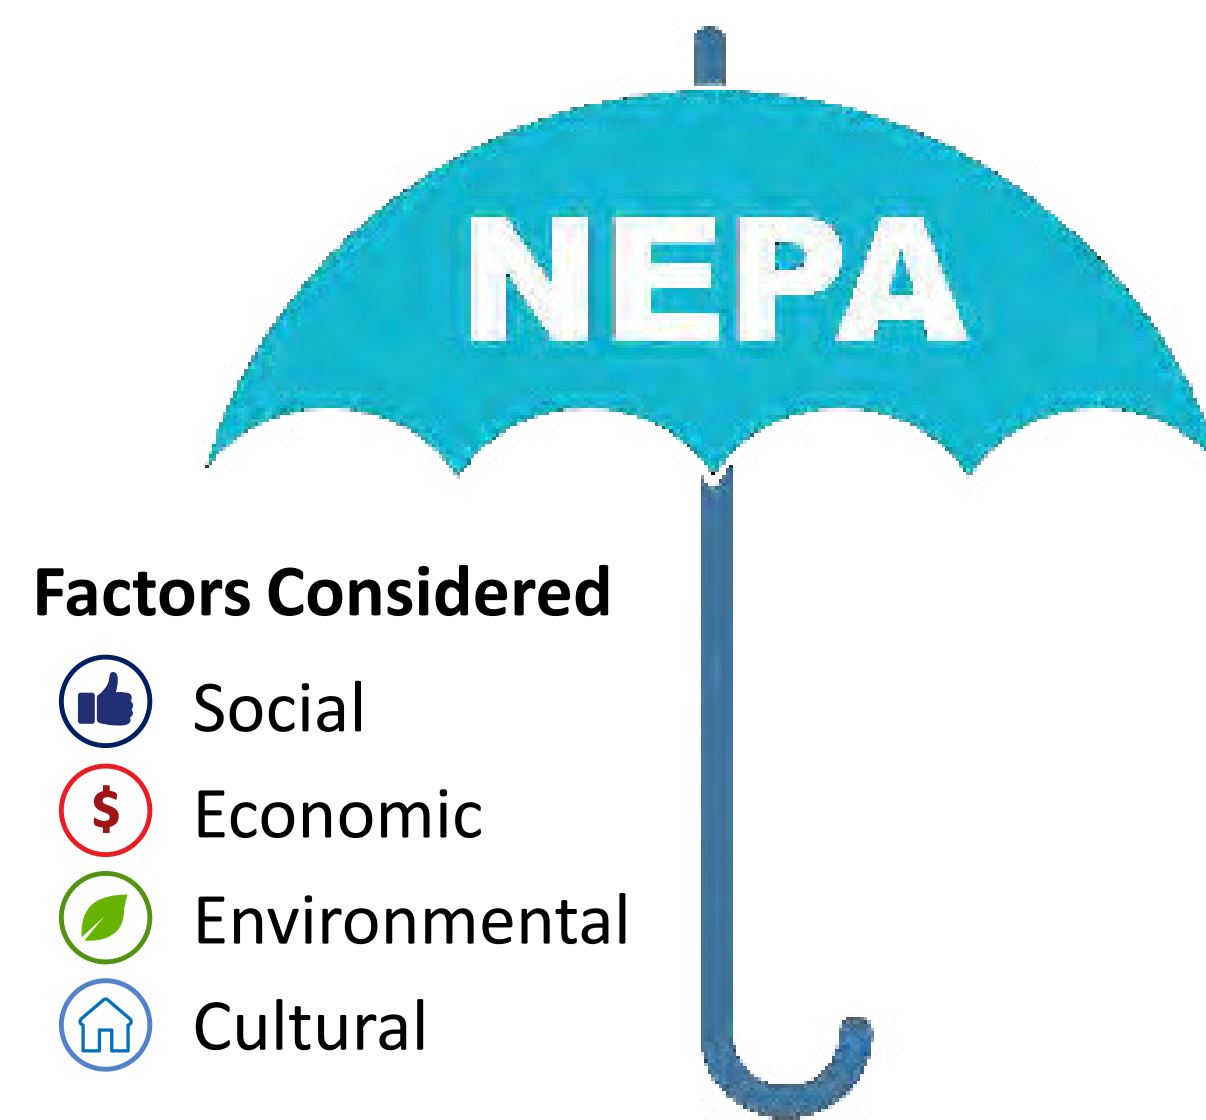 NEPA
Factors Considered
Social
$ Economic
Environmental
Cultural